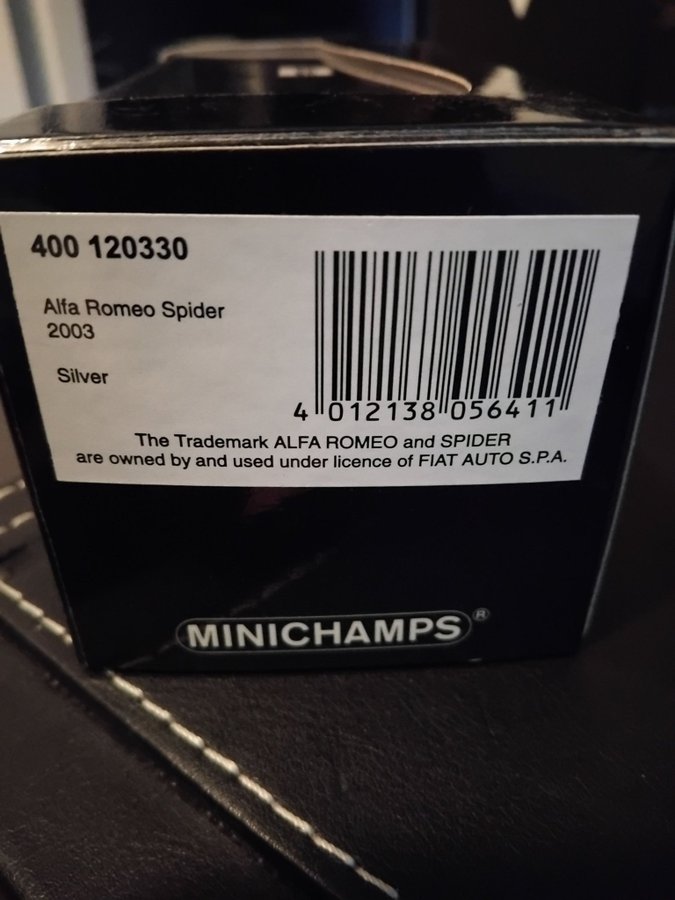 400 120330
Alfa Romeo Spider
2003
Silver
4 012138 056411
The Trademark ALFA ROMEO and SPIDER
are owned by and used under licence of FIAT AUTO S.P.A.
MINICHAMPS®